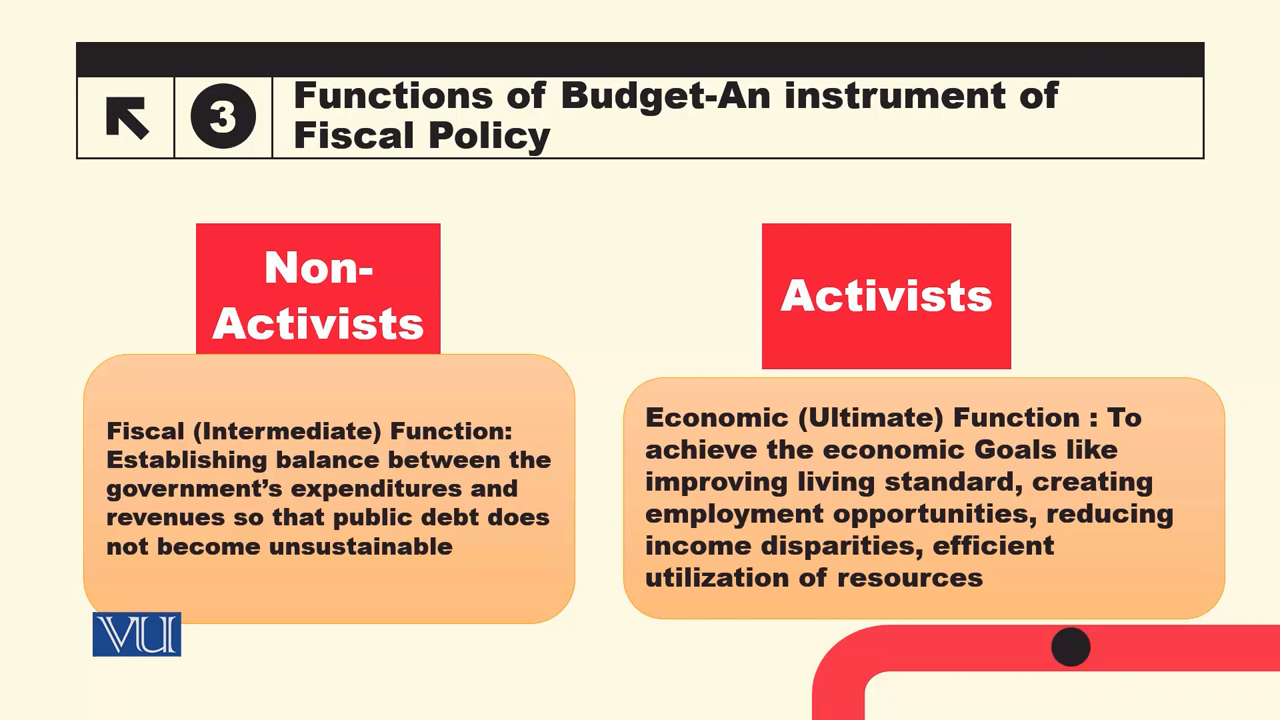 3
Functions of Budget-An instrument of
Fiscal Policy
Non-
Activists
Fiscal (Intermediate) Function:
Establishing balance between the
government’s expenditures and
revenues so that public debt does
not become unsustainable
Activists
Economic (Ultimate) Function : To
achieve the economic Goals like
improving living standard, creating
employment opportunities, reducing
income disparities, efficient
utilization of resources
VU